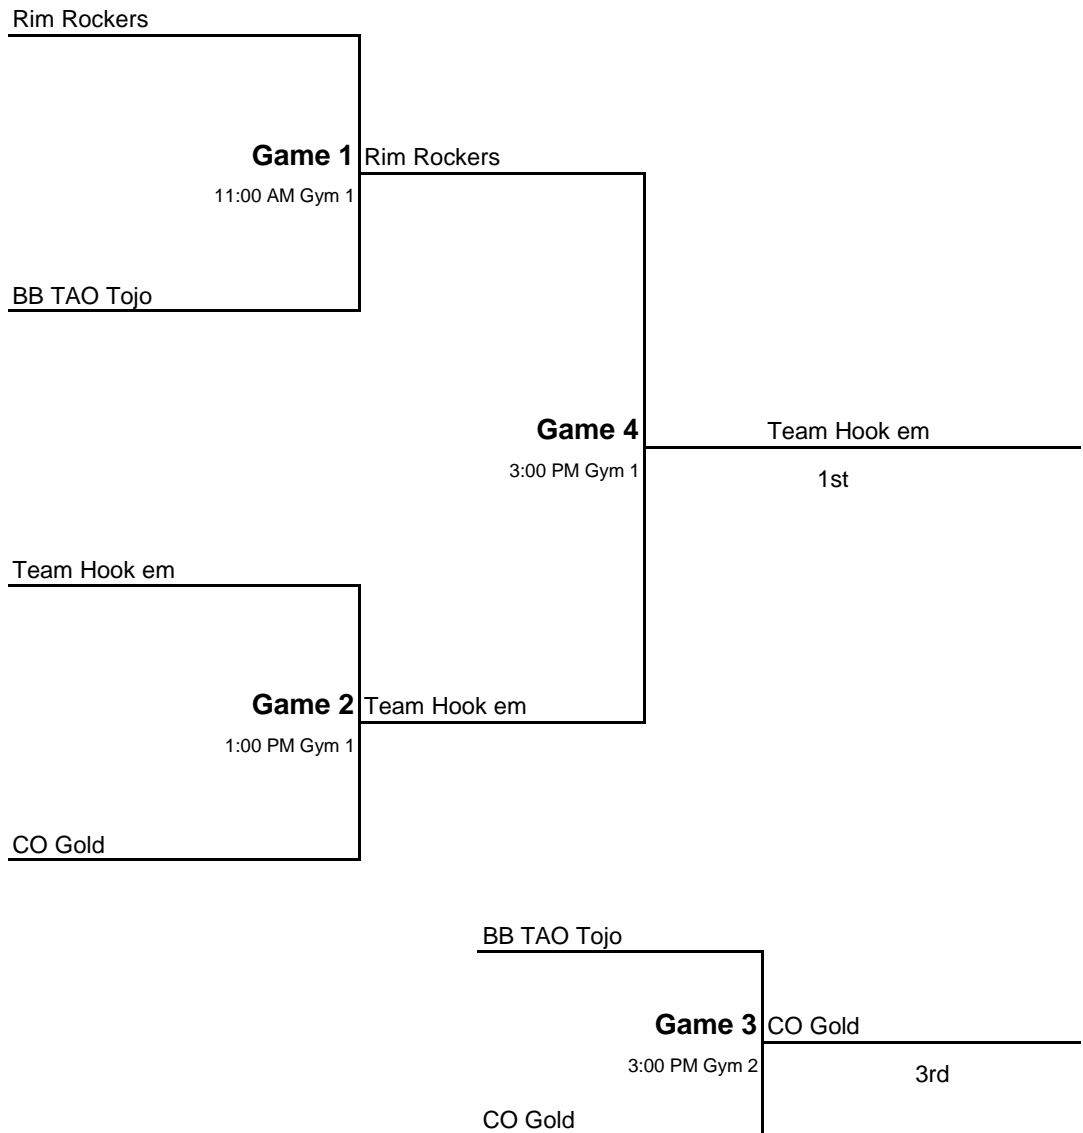 Rim Rockers
Game 1 Rim Rockers
11:00 AM Gym 1
BB TAO Tojo
Game 4 Team Hook em
3:00 PM Gym 1
1st
Team Hook em
Game 2 Team Hook em
1:00 PM Gym 1
CO Gold
BB TAO Tojo
Game 3 CO Gold
3:00 PM Gym 2
3rd
CO Gold